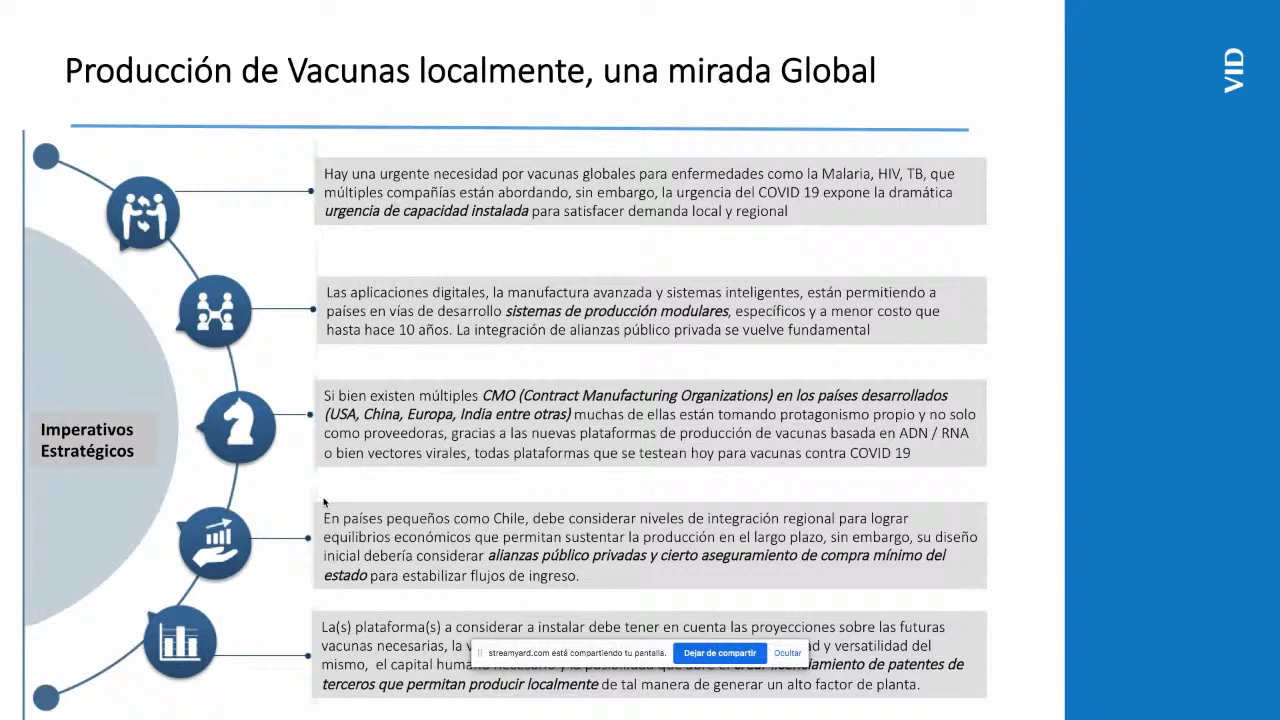 Producción de Vacunas localmente, una mirada Global
VID
Hay una urgente necesidad por vacunas globales para enfermedades como la Malaria, HIV, TB, que
múltiples compañías están abordando, sin embargo, la urgencia del COVID 19 expone la dramática
urgencia de capacidad instalada para satisfacer demanda local y regional
Las aplicaciones digitales, la manufactura avanzada y sistemas inteligentes, están permitiendo a
países en vías de desarrollo sistemas de producción modulares, específicos y a menor costo que
hasta hace 10 años. La integración de alianzas público privada se vuelve fundamental
Si bien existen múltiples CMO (Contract Manufacturing Organizations) en los países desarrollados
(USA, China, Europa, India entre otras) muchas de ellas están tomando protagonismo propio y no solo
como proveedoras, gracias a las nuevas plataformas de producción de vacunas basada en ADN / RNA
o bien vectores virales, todas plataformas que se testean hoy para vacunas contra COVID 19
Imperativos
Estratégicos
En países pequeños como Chile, debe considerar niveles de integración regional para lograr
equilibrios económicos que permitan sustentar la producción en el largo plazo, sin embargo, su diseño
inicial debería considerar alianzas público privadas y cierto aseguramiento de compra mínimo del
estado para estabilizar flujos de ingreso.
La(s) plataforma(s) a considerar a instalar debe tener en cuenta las proyecciones sobre las futuras
vacunas necesarias, la y versatilidad del
streamyard.com está compartiendo tu pantalla. Dejar de compartir Ocultar
mismo, el capital humano de patentes de
terceros que permitan producir localmente de tal manera de generar un alto factor de planta.